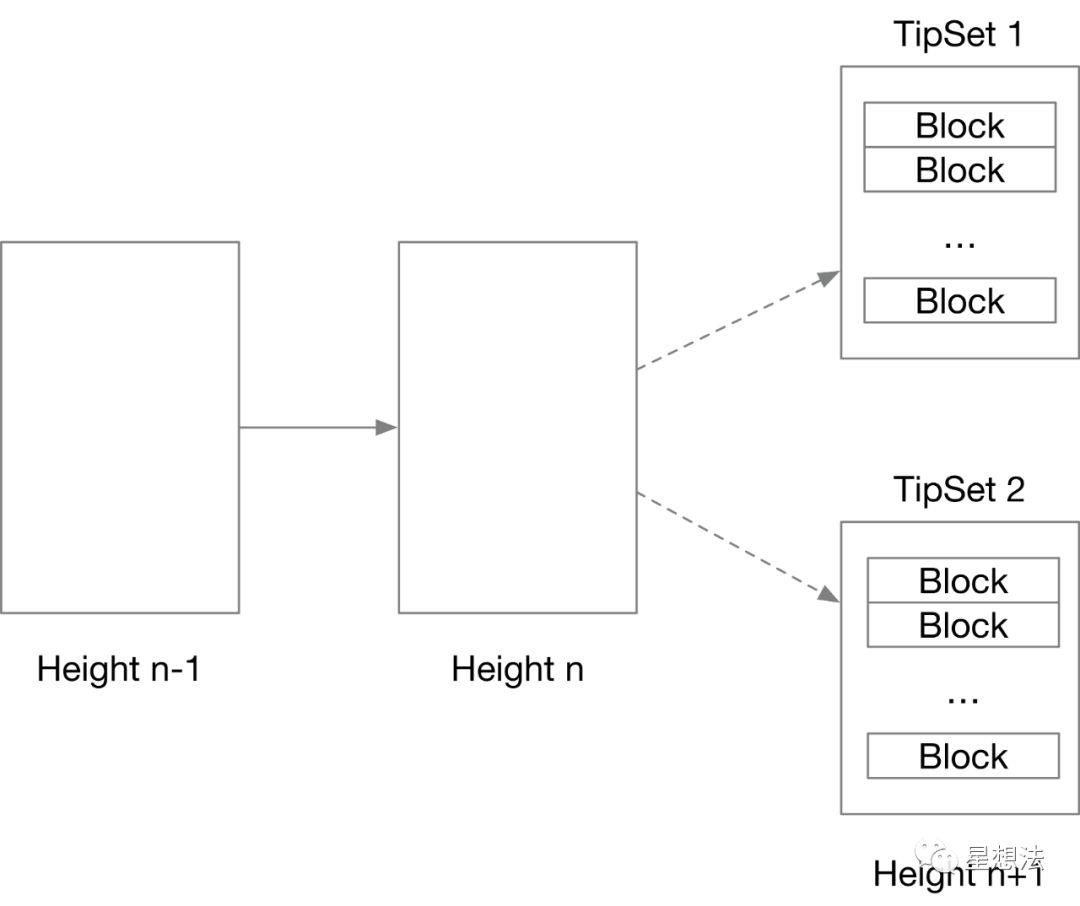 TipSet 1
Block
Block
...
Block
TipSet 2
Block
Block
...
Block
Height n-1
Height n
星想法
Height n+1